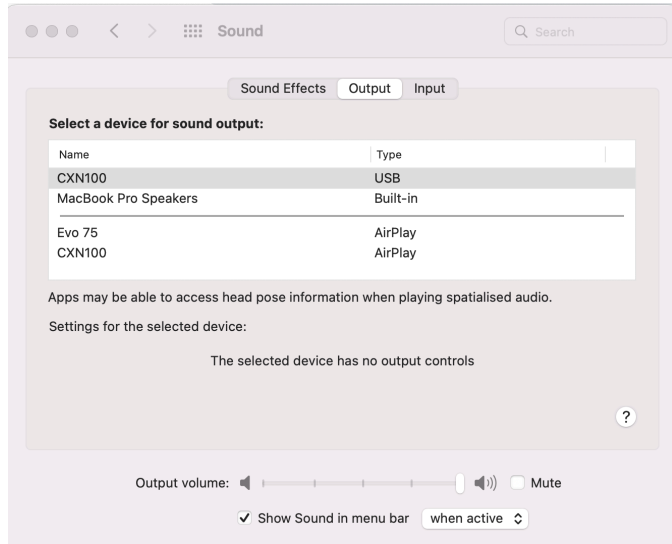 Sound
Search
Sound Effects Output Input
Select a device for sound output:
Name Type
CXN100 USB
MacBook Pro Speakers Built-in
Evo 75 AirPlay
CXN100 AirPlay
Apps may be able to access head pose information when playing spatialised audio.
Settings for the selected device:
The selected device has no output controls
?
Output volume: Mute
Show Sound in menu bar when active